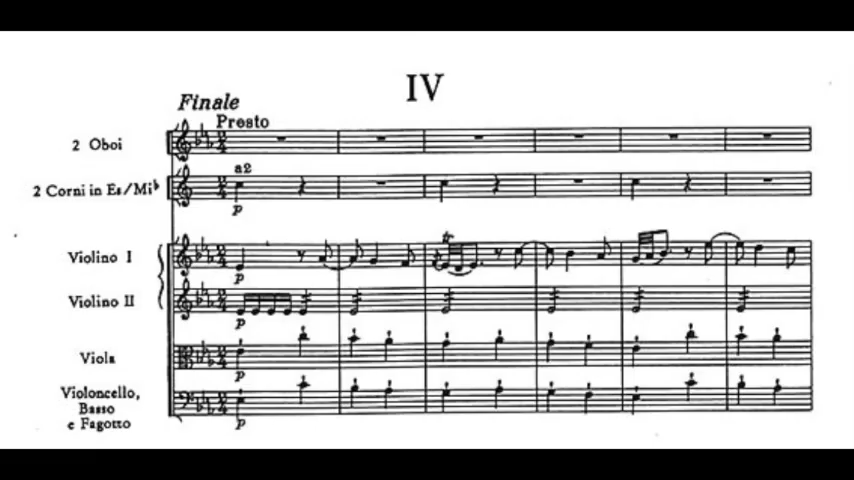 IV
Finale
Presto
2 Oboi
a2
2 Corni in Es/Mi♭
p
Violino I
p
Violino II
p
Viola
p
Violoncello,
Basso
e Fagotto
p